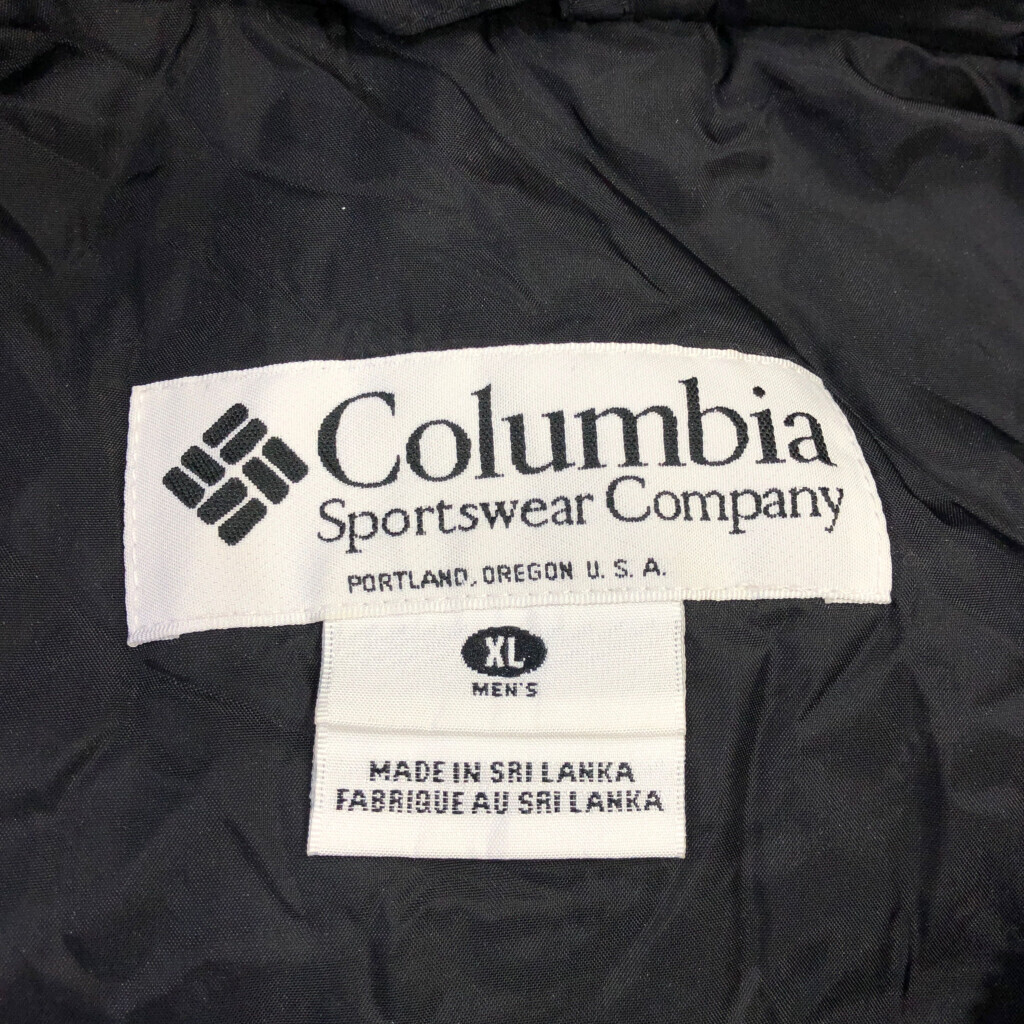 Columbia
Sportswear Company
PORTLAND, OREGON U. S. A.
XL
MEN'S
MADE IN SRI LANKA
FABRIQUE AU SRI LANKA